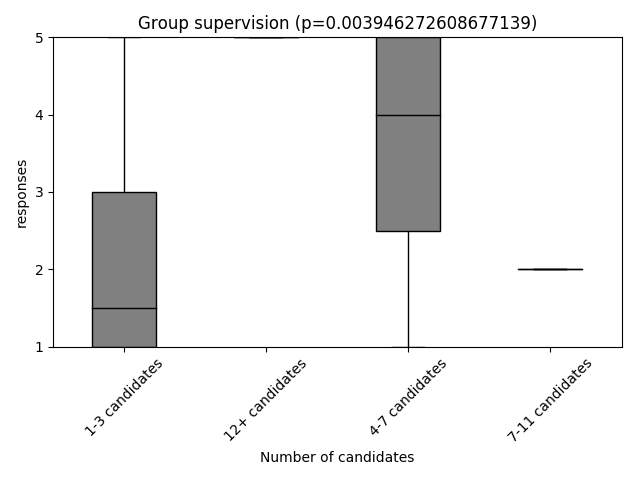 Group supervision (p=0.003946272608677139)
5
4
3
2
1
responses
1-3 candidates
12+ candidates
4-7 candidates
7-11 candidates
Number of candidates